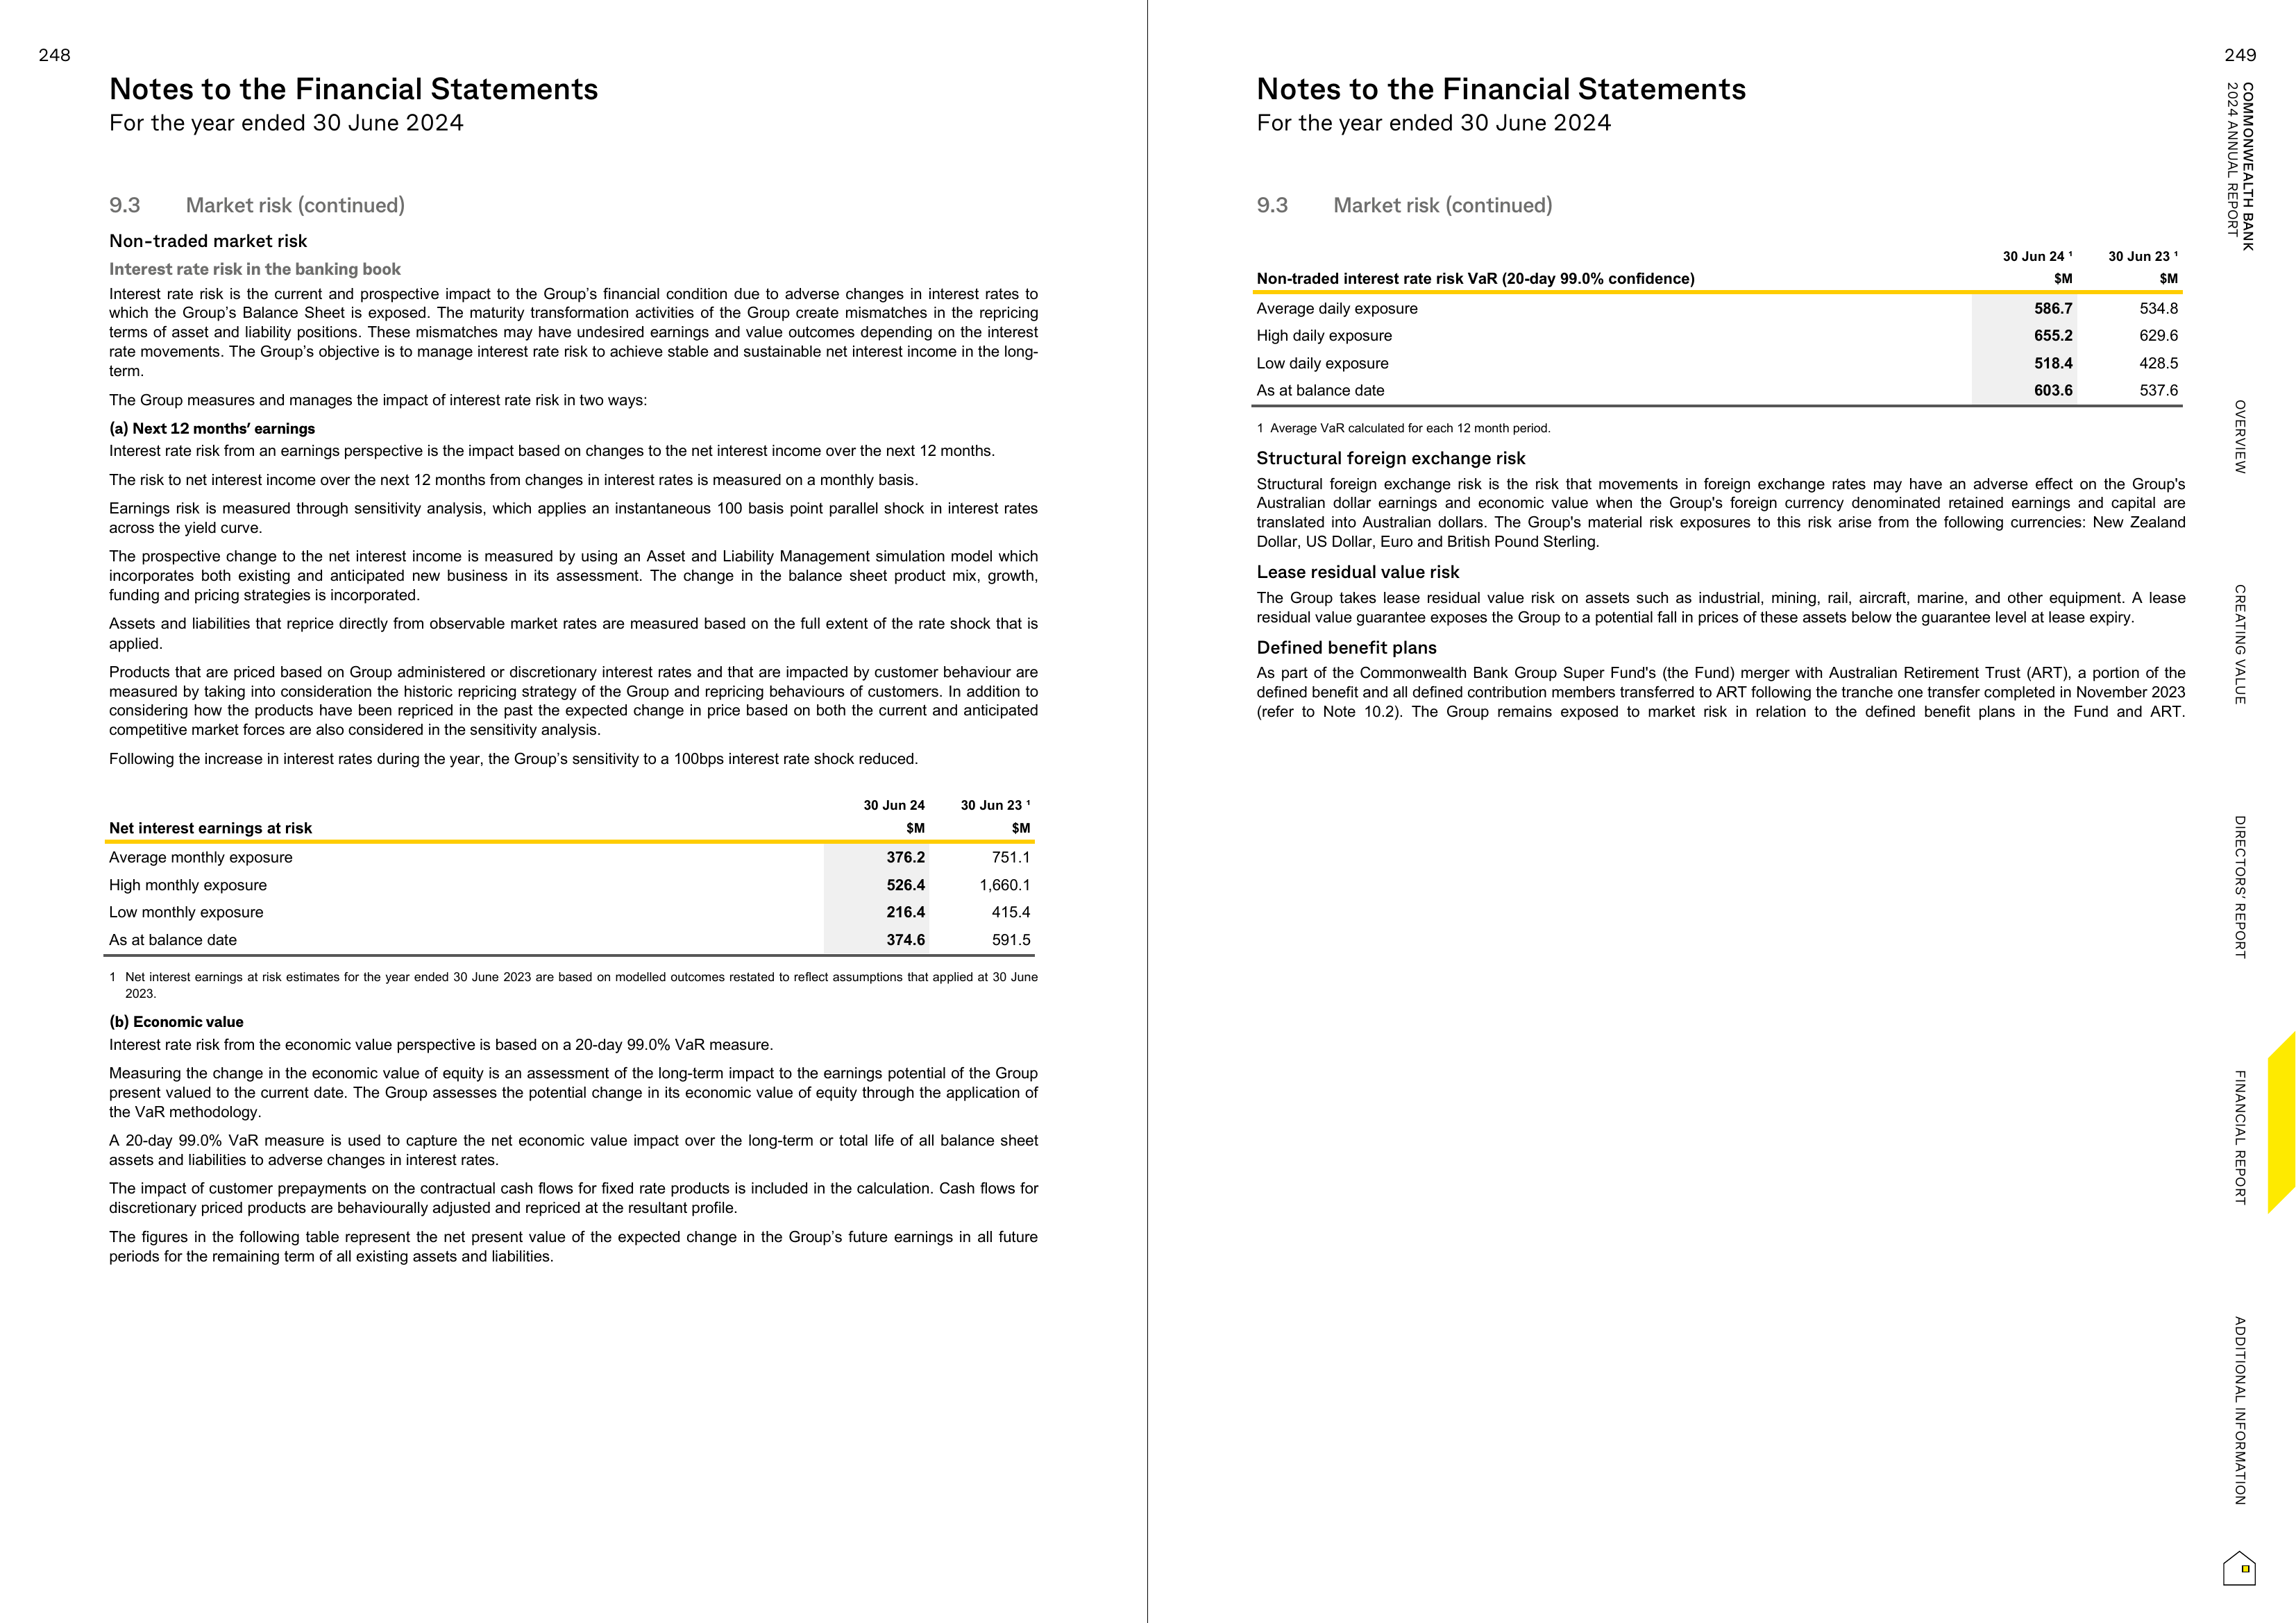 248
Notes to the Financial Statements
For the year ended 30 June 2024
9.3 Market risk (continued)
Non-traded market risk
Interest rate risk in the banking book
Interest rate risk is the current and prospective impact to the Group’s financial condition due to adverse changes in interest rates to
which the Group’s Balance Sheet is exposed. The maturity transformation activities of the Group create mismatches in the repricing
terms of asset and liability positions. These mismatches may have undesired earnings and value outcomes depending on the interest
rate movements. The Group’s objective is to manage interest rate risk to achieve stable and sustainable net interest income in the long-
term.
The Group measures and manages the impact of interest rate risk in two ways:
(a) Next 12 months’ earnings
Interest rate risk from an earnings perspective is the impact based on changes to the net interest income over the next 12 months.
The risk to net interest income over the next 12 months from changes in interest rates is measured on a monthly basis.
Earnings risk is measured through sensitivity analysis, which applies an instantaneous 100 basis point parallel shock in interest rates
across the yield curve.
The prospective change to the net interest income is measured by using an Asset and Liability Management simulation model which
incorporates both existing and anticipated new business in its assessment. The change in the balance sheet product mix, growth,
funding and pricing strategies is incorporated.
Assets and liabilities that reprice directly from observable market rates are measured based on the full extent of the rate shock that is
applied.
Products that are priced based on Group administered or discretionary interest rates and that are impacted by customer behaviour are
measured by taking into consideration the historic repricing strategy of the Group and repricing behaviours of customers. In addition to
considering how the products have been repriced in the past the expected change in price based on both the current and anticipated
competitive market forces are also considered in the sensitivity analysis.
Following the increase in interest rates during the year, the Group’s sensitivity to a 100bps interest rate shock reduced.
30 Jun 24 30 Jun 23 ¹
Net interest earnings at risk $M $M
Average monthly exposure 376.2 751.1
High monthly exposure 526.4 1,660.1
Low monthly exposure 216.4 415.4
As at balance date 374.6 591.5
1 Net interest earnings at risk estimates for the year ended 30 June 2023 are based on modelled outcomes restated to reflect assumptions that applied at 30 June
2023.
(b) Economic value
Interest rate risk from the economic value perspective is based on a 20-day 99.0% VaR measure.
Measuring the change in the economic value of equity is an assessment of the long-term impact to the earnings potential of the Group
present valued to the current date. The Group assesses the potential change in its economic value of equity through the application of
the VaR methodology.
A 20-day 99.0% VaR measure is used to capture the net economic value impact over the long-term or total life of all balance sheet
assets and liabilities to adverse changes in interest rates.
The impact of customer prepayments on the contractual cash flows for fixed rate products is included in the calculation. Cash flows for
discretionary priced products are behaviourally adjusted and repriced at the resultant profile.
The figures in the following table represent the net present value of the expected change in the Group’s future earnings in all future
periods for the remaining term of all existing assets and liabilities.
249
Notes to the Financial Statements
For the year ended 30 June 2024
9.3 Market risk (continued)
30 Jun 24 ¹ 30 Jun 23 ¹
Non-traded interest rate risk VaR (20-day 99.0% confidence) $M $M
Average daily exposure 586.7 534.8
High daily exposure 655.2 629.6
Low daily exposure 518.4 428.5
As at balance date 603.6 537.6
1 Average VaR calculated for each 12 month period.
Structural foreign exchange risk
Structural foreign exchange risk is the risk that movements in foreign exchange rates may have an adverse effect on the Group's
Australian dollar earnings and economic value when the Group's foreign currency denominated retained earnings and capital are
translated into Australian dollars. The Group's material risk exposures to this risk arise from the following currencies: New Zealand
Dollar, US Dollar, Euro and British Pound Sterling.
Lease residual value risk
The Group takes lease residual value risk on assets such as industrial, mining, rail, aircraft, marine, and other equipment. A lease
residual value guarantee exposes the Group to a potential fall in prices of these assets below the guarantee level at lease expiry.
Defined benefit plans
As part of the Commonwealth Bank Group Super Fund's (the Fund) merger with Australian Retirement Trust (ART), a portion of the
defined benefit and all defined contribution members transferred to ART following the tranche one transfer completed in November 2023
(refer to Note 10.2). The Group remains exposed to market risk in relation to the defined benefit plans in the Fund and ART.
COMMONWEALTH BANK
2024 ANNUAL REPORT
OVERVIEW
CREATING VALUE
DIRECTORS’ REPORT
FINANCIAL REPORT
ADDITIONAL INFORMATION